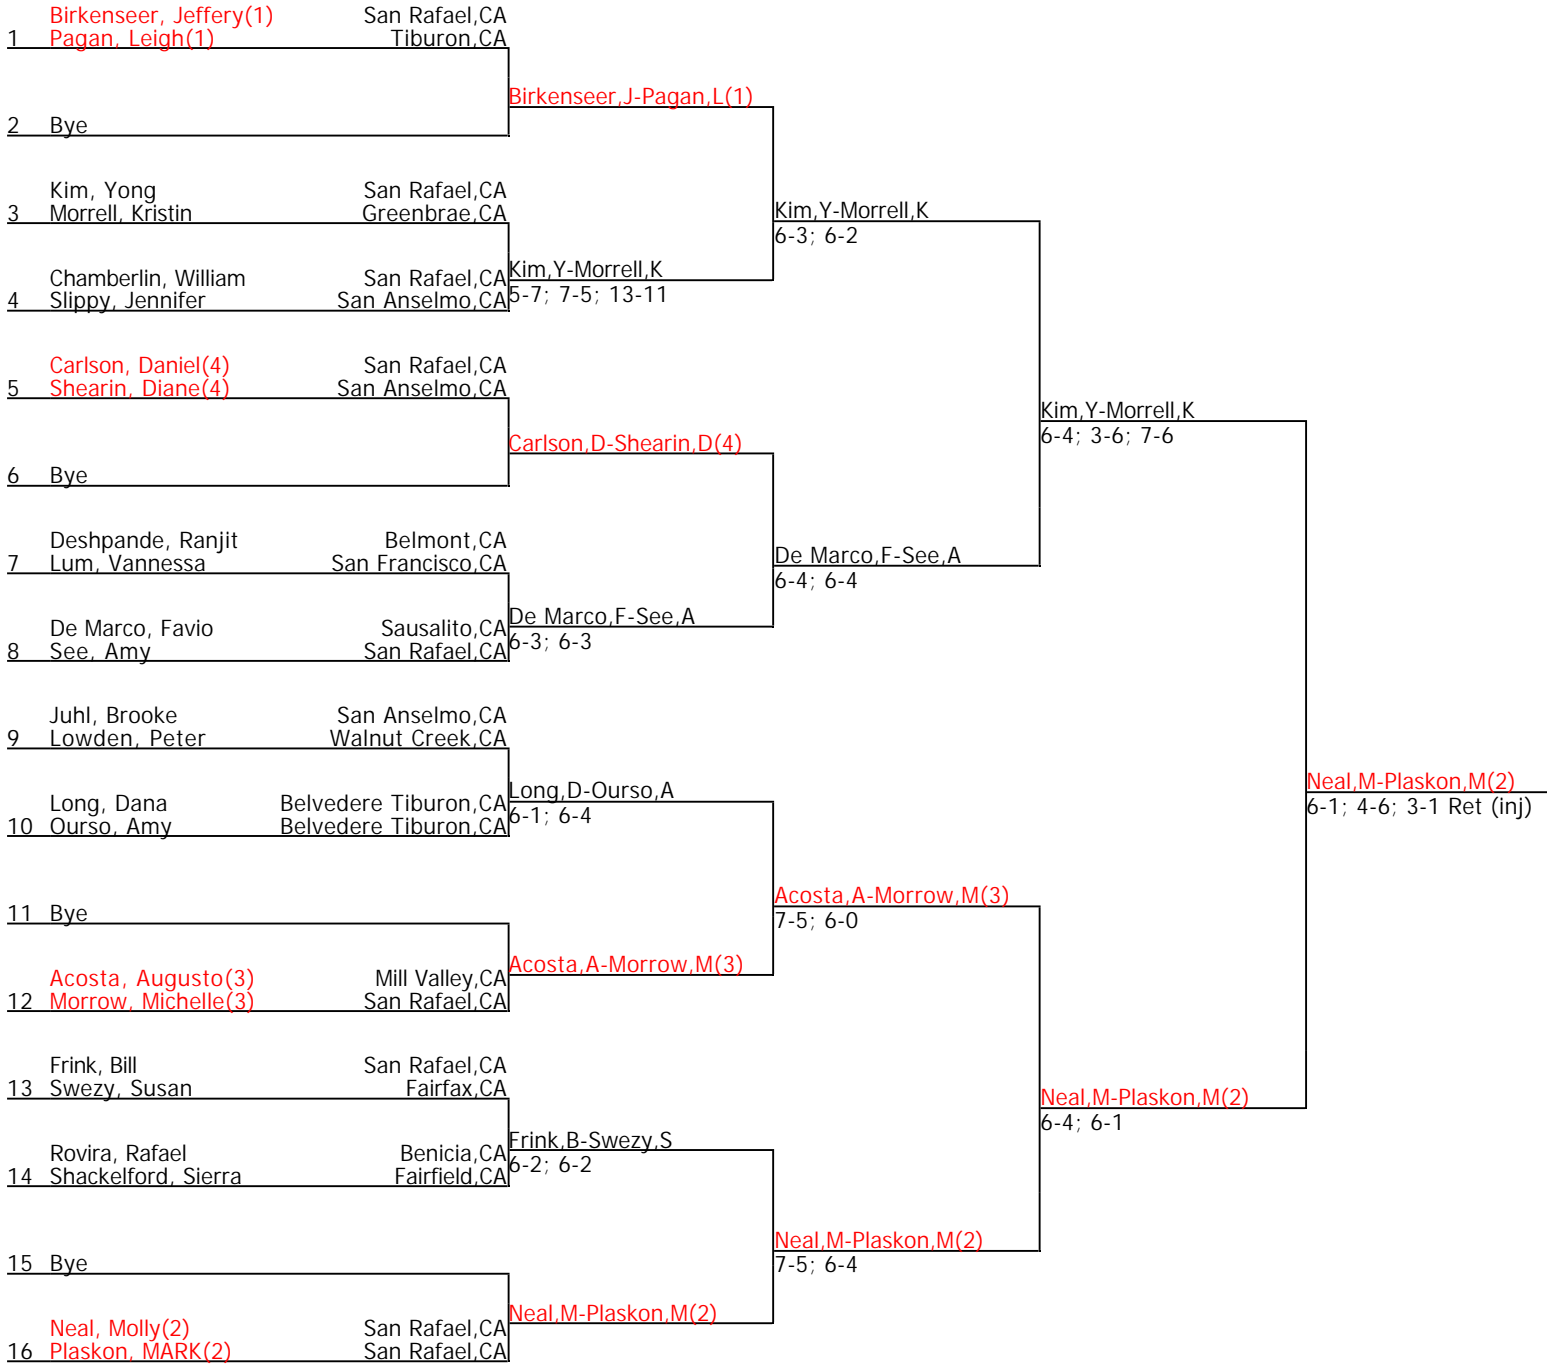 Birkenseer, Jeffery(1) San Rafael,CA
1 Pagan, Leigh(1) Tiburon,CA
Birkenseer,J-Pagan,L(1)
2 Bye
Kim, Yong San Rafael,CA
3 Morrell, Kristin Greenbrae,CA
Kim,Y-Morrell,K
6-3; 6-2
Chamberlin, William San Rafael,CA
4 Slippy, Jennifer San Anselmo,CA
Kim,Y-Morrell,K
5-7; 7-5; 13-11
Carlson, Daniel(4) San Rafael,CA
5 Shearin, Diane(4) San Anselmo,CA
Kim,Y-Morrell,K
6-4; 3-6; 7-6
Carlson,D-Shearin,D(4)
6 Bye
Deshpande, Ranjit Belmont,CA
7 Lum, Vannessa San Francisco,CA
De Marco,F-See,A
6-4; 6-4
De Marco, Favio Sausalito,CA
8 See, Amy San Rafael,CA
De Marco,F-See,A
6-3; 6-3
Juhl, Brooke San Anselmo,CA
9 Lowden, Peter Walnut Creek,CA
Long, Dana Belvedere Tiburon,CA
10 Ourso, Amy Belvedere Tiburon,CA
Long,D-Ourso,A
6-1; 6-4
Neal,M-Plaskon,M(2)
6-1; 4-6; 3-1 Ret (inj)
11 Bye
Acosta,A-Morrow,M(3)
7-5; 6-0
Acosta,A-Morrow,M(3)
Acosta, Augusto(3) Mill Valley,CA
12 Morrow, Michelle(3) San Rafael,CA
Frink, Bill San Rafael,CA
13 Swezy, Susan Fairfax,CA
Neal,M-Plaskon,M(2)
6-4; 6-1
Frink,B-Swezy,S
6-2; 6-2
Rovira, Rafael Benicia,CA
14 Shackelford, Sierra Fairfield,CA
15 Bye
Neal,M-Plaskon,M(2)
7-5; 6-4
Neal,M-Plaskon,M(2)
Neal, Molly(2) San Rafael,CA
16 Plaskon, MARK(2) San Rafael,CA